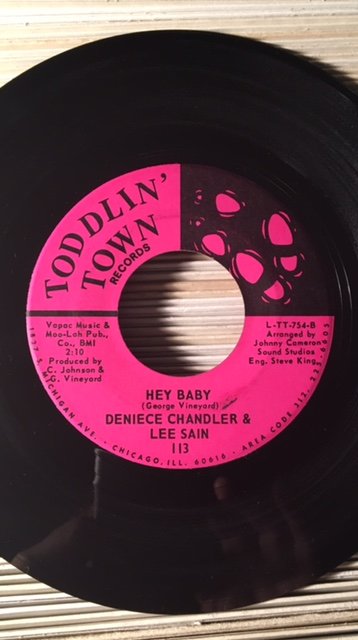 TODDLIN'
TOWN
RECORDS
Vapac Music &
Moo-Lah Pub.,
Co., BMI
2:10
Produced by
C. Johnson &
G. Vineyard
L-TT-754-B
Arranged by
Johnny Cameron
Sound Studios
Eng. Steve King
HEY BABY
(George Vineyard)
DENIECE CHANDLER &
LEE SAIN
113
S. MICHIGAN AVE. · CHICAGO, ILL. 60616 · AREA CODE 312,